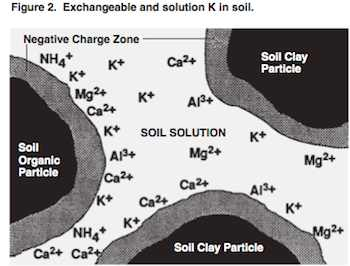 Figure 2. Exchangeable and solution K in soil.
Negative Charge Zone
NH4+
K+
Ca2+
Soil Clay
Particle
K+
Mg2+
K+
Al3+
Ca2+
K+
SOIL SOLUTION
K+
Soil
Organic
Particle
Al3+
Mg2+
Mg2+
Ca2+
Ca2+
Al3+
K+
Ca2+
K+
K+
NH4+
Mg2+
Soil Clay Particle
Ca2+
Ca2+